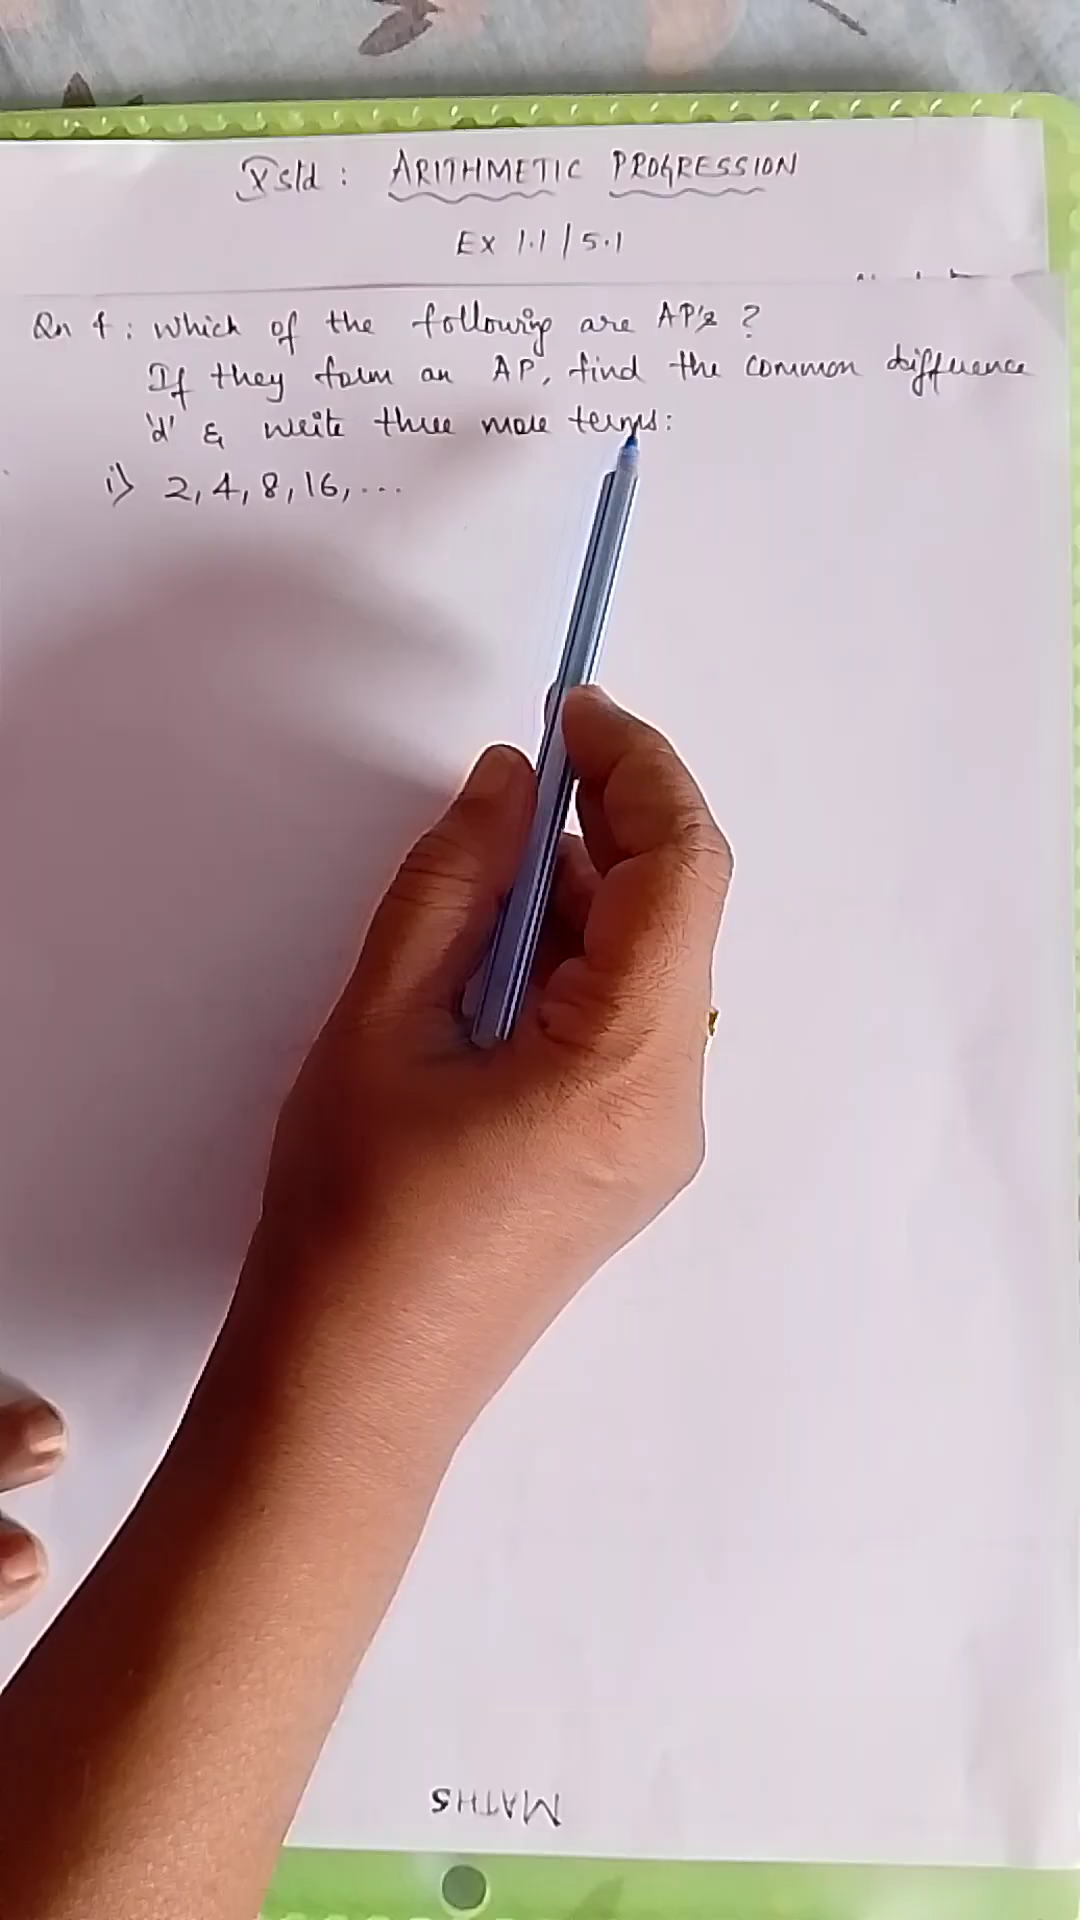 X std : ARITHMETIC PROGRESSION
Ex 1.1 / 5.1
Qn 4 : Which of the following are AP's ?
If they form an AP, find the common difference
'd' & write three more terms:
i) 2, 4, 8, 16, ...
MATHS